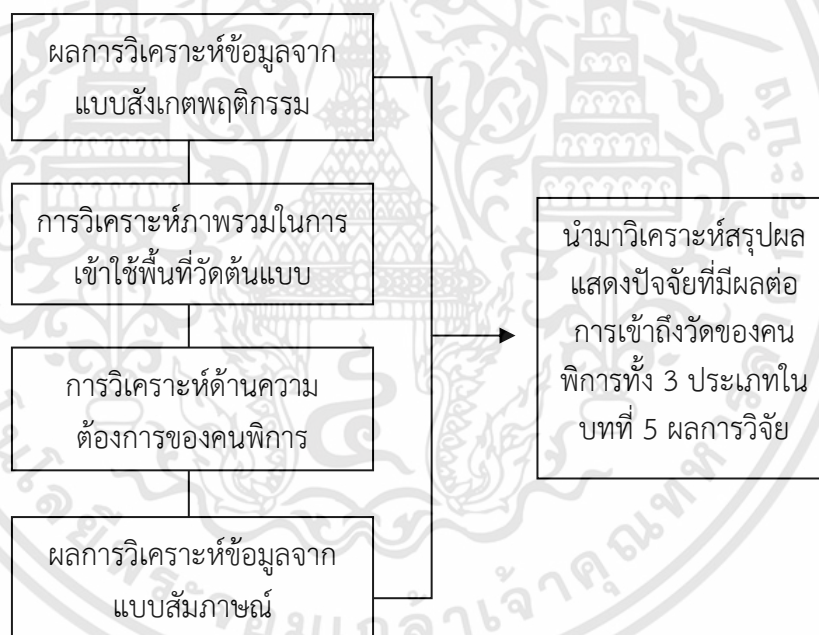 ผลการวิเคราะห์ข้อมูลจาก
แบบสังเกตพฤติกรรม
การวิเคราะห์ภาพรวมในการ
เข้าใช้พื้นที่วัดต้นแบบ
การวิเคราะห์ด้านความ
ต้องการของคนพิการ
ผลการวิเคราะห์ข้อมูลจาก
แบบสัมภาษณ์
นำมาวิเคราะห์สรุปผล
แสดงปัจจัยที่มีผลต่อ
การเข้าถึงวัดของคน
พิการทั้ง 3 ประเภทใน
บทที่ 5 ผลการวิจัย